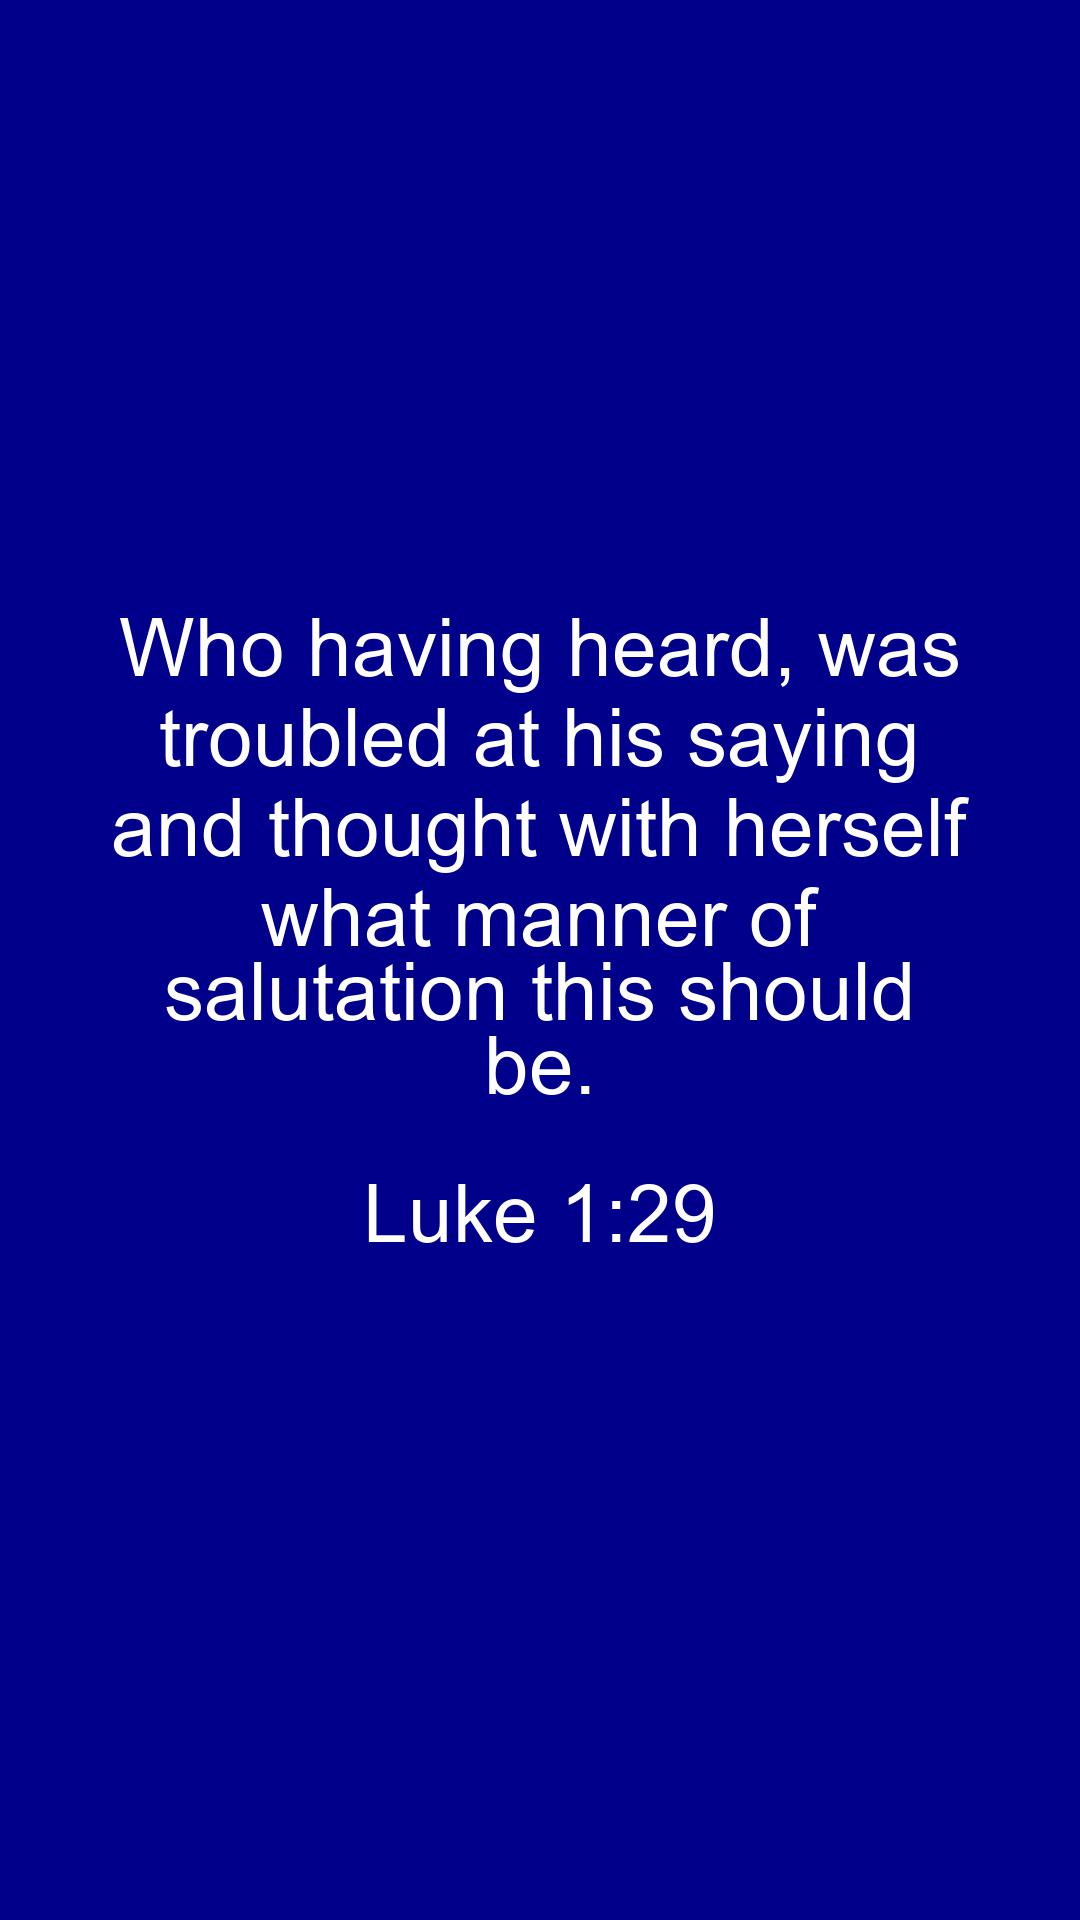 Who having heard, was
troubled at his saying
and thought with herself
what manner of
salutation this should
be.
Luke 1:29